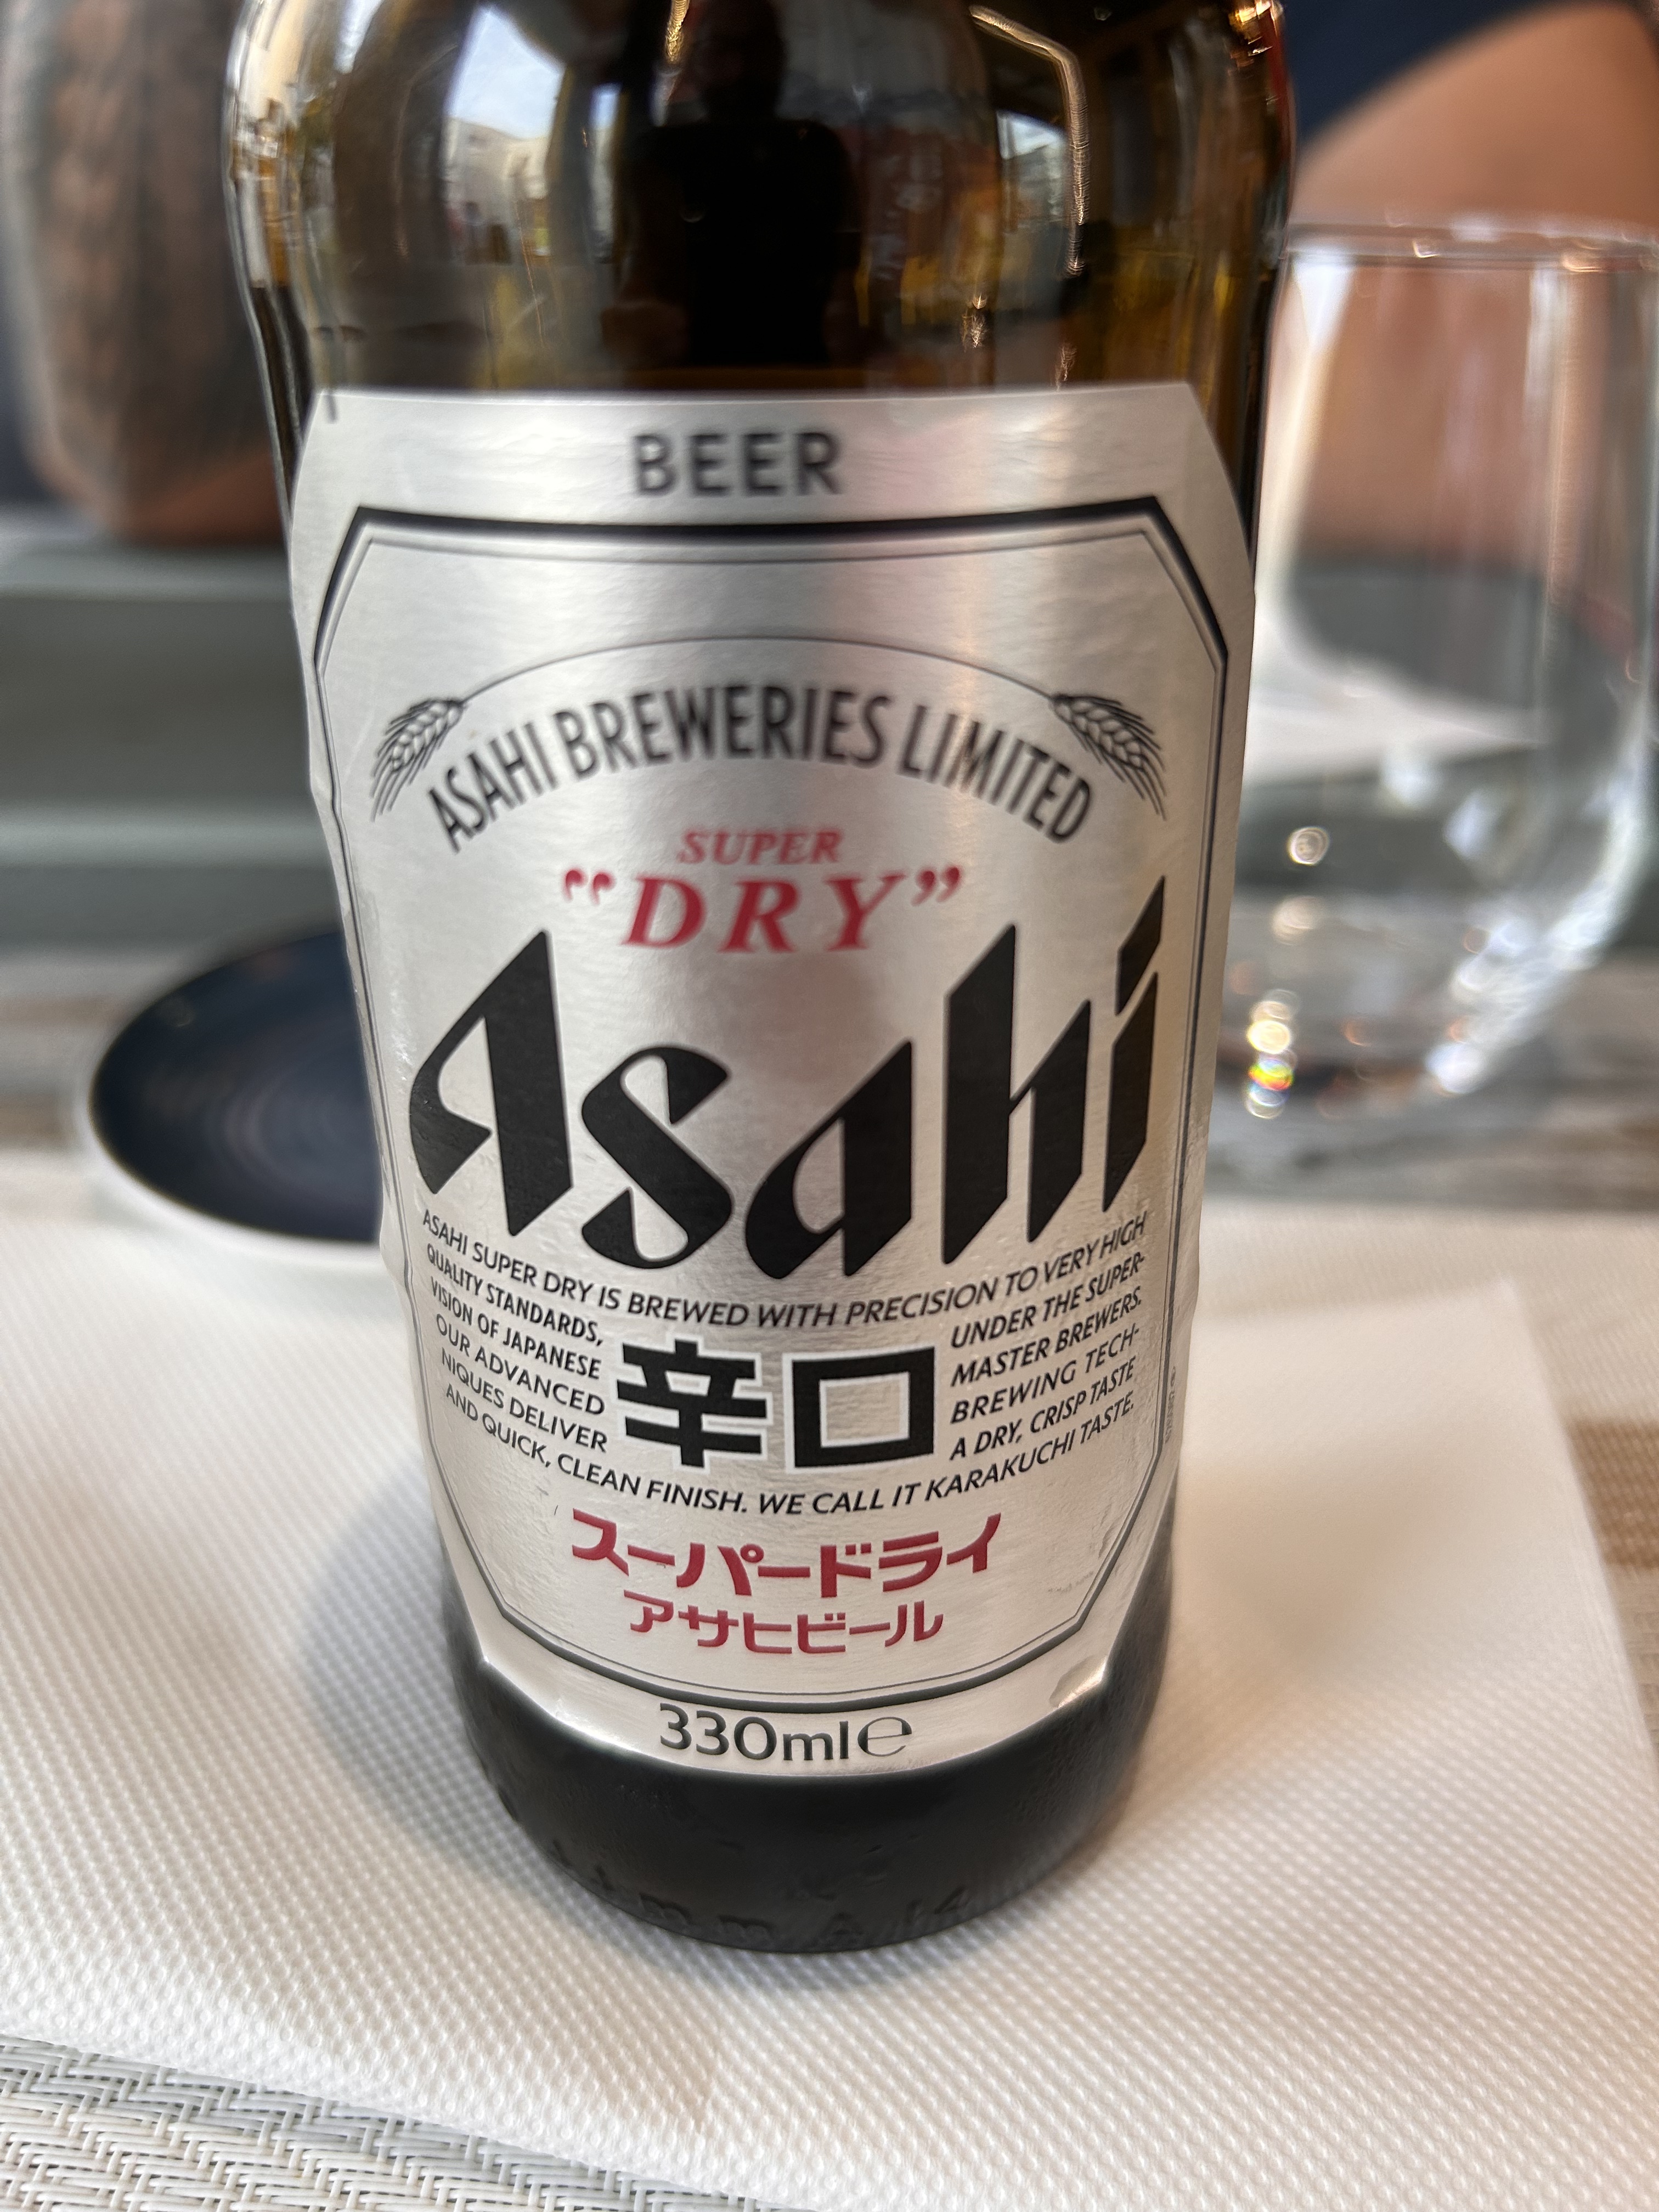 BEER
ASAHI BREWERIES LIMITED
SUPER
“DRY”
Asahi
ASAHI SUPER DRY IS BREWED WITH PRECISION TO VERY HIGH
QUALITY STANDARDS, UNDER THE SUPER-
VISION OF JAPANESE MASTER BREWERS.
OUR ADVANCED BREWING TECH-
NIQUES DELIVER A DRY, CRISP TASTE
AND QUICK, CLEAN FINISH. WE CALL IT KARAKUCHI TASTE.
辛口
スーパードライ
アサヒビール
330ml℮